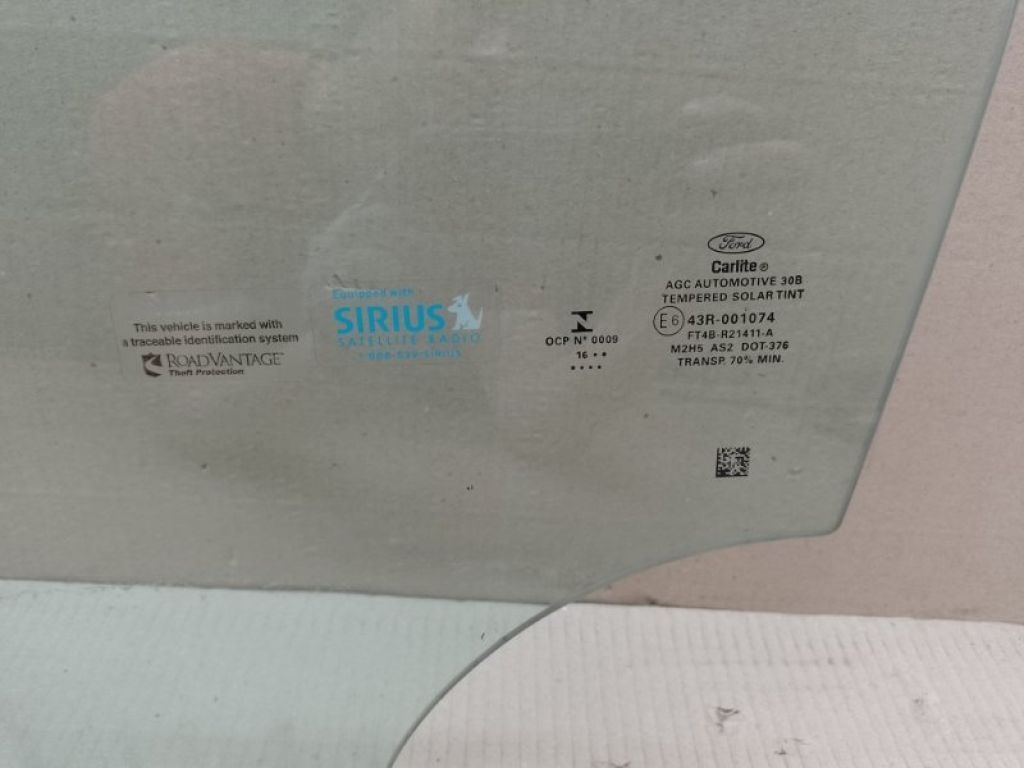 This vehicle is marked with
a traceable identification system
ROADVANTAGE
Theft Protection
Equipped with
SIRIUS
SATELLITE RADIO
OCP Nº 0009
16 • •
• • • •
Ford
Carlite®
AGC AUTOMOTIVE 30B
TEMPERED SOLAR TINT
E6 43R-001074
FT4B-R21411-A
M2H5 AS2 DOT-376
TRANSP. 70% MIN.